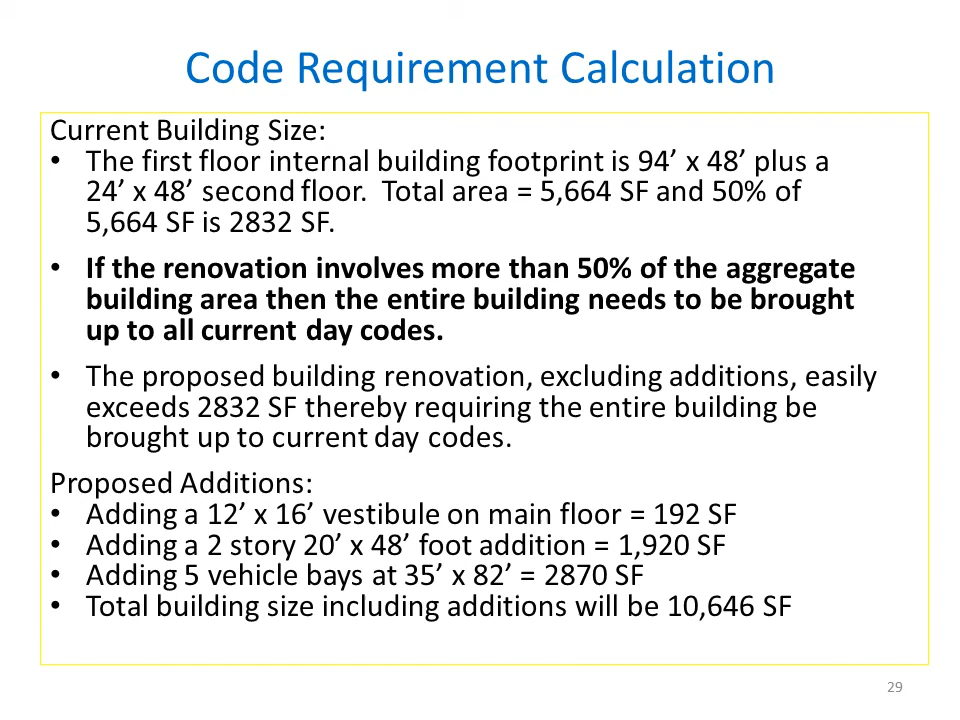 Code Requirement Calculation
Current Building Size:
• The first floor internal building footprint is 94’ x 48’ plus a
24’ x 48’ second floor.  Total area = 5,664 SF and 50% of
5,664 SF is 2832 SF.
• If the renovation involves more than 50% of the aggregate
building area then the entire building needs to be brought
up to all current day codes.
• The proposed building renovation, excluding additions, easily
exceeds 2832 SF thereby requiring the entire building be
brought up to current day codes.
Proposed Additions:
• Adding a 12’ x 16’ vestibule on main floor = 192 SF
• Adding a 2 story 20’ x 48’ foot addition = 1,920 SF
• Adding 5 vehicle bays at 35’ x 82’ = 2870 SF
• Total building size including additions will be 10,646 SF
29